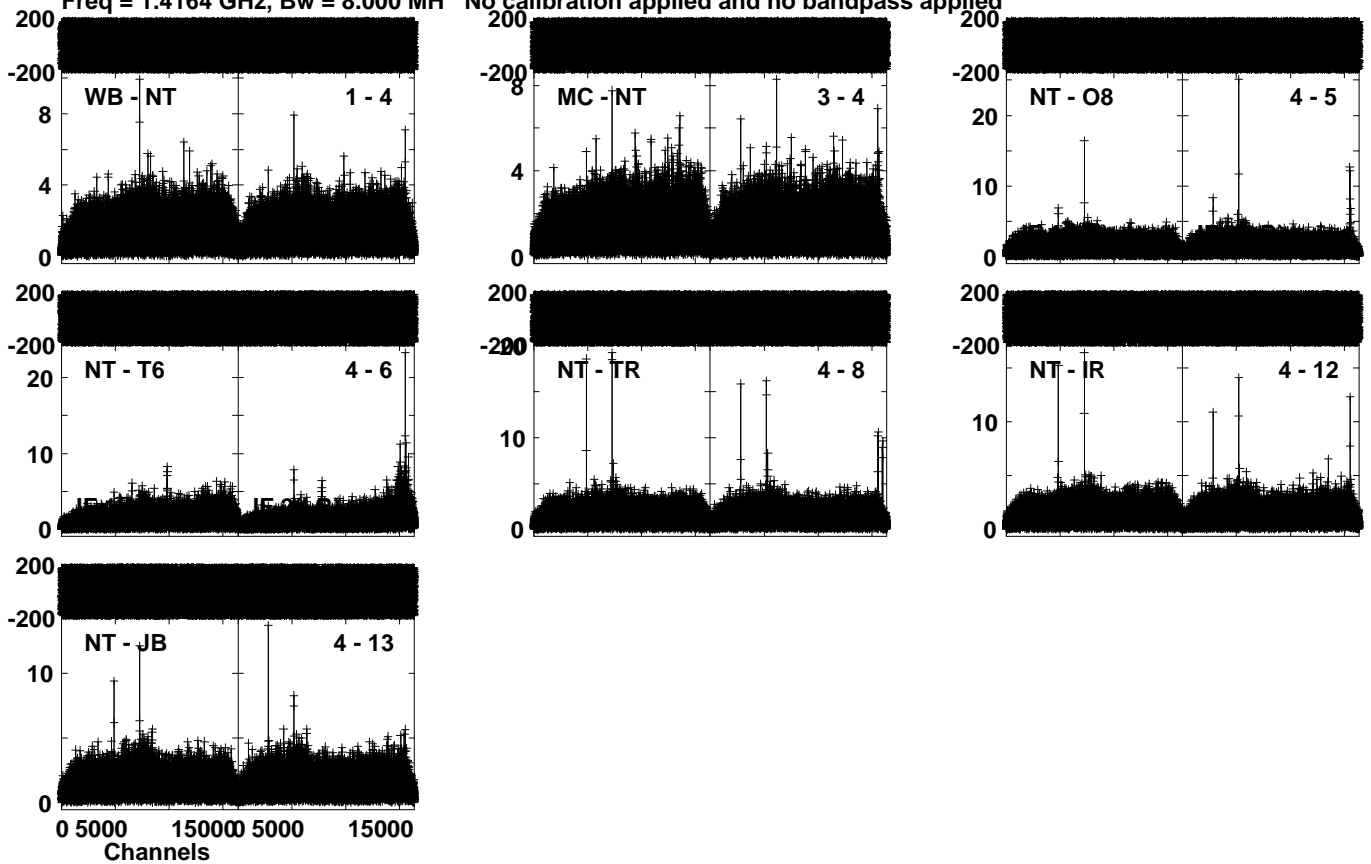 Freq = 1.4164 GHz, Bw = 8.000 MH No calibration applied and no bandpass applied
200 200 200
-200 -200 -200
WB - NT 1 - 4 MC - NT 3 - 4 NT - O8 4 - 5
8 8 20
4 4 10
0 0 0
200 200 200
-200 -200 -200
20
NT - T6 4 - 6 NT - TR 4 - 8 NT - IR 4 - 12
20
10 10 10
IF IF
0 0 0
200
-200
NT - JB 4 - 13
10
0
0 5000 15000 0 5000 15000
Channels